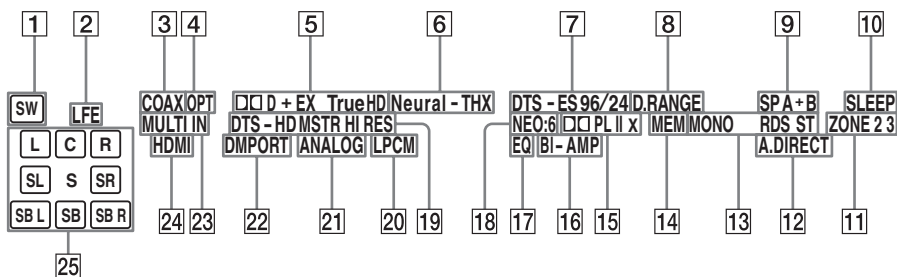 1 2 3 4 5 6 7 8 9 10
SW LFE COAX OPT D + EX TrueHD Neural - THX DTS - ES 96/24 D.RANGE SP A + B SLEEP
MULTI IN DTS - HD MSTR HI RES NEO:6 PL II X MEM MONO RDS ST ZONE 2 3
L C R HDMI DMPORT ANALOG LPCM EQ BI - AMP A.DIRECT
SL S SR
SB L SB SB R
24 23 22 21 20 19 18 17 16 15 14 13 12 11
25